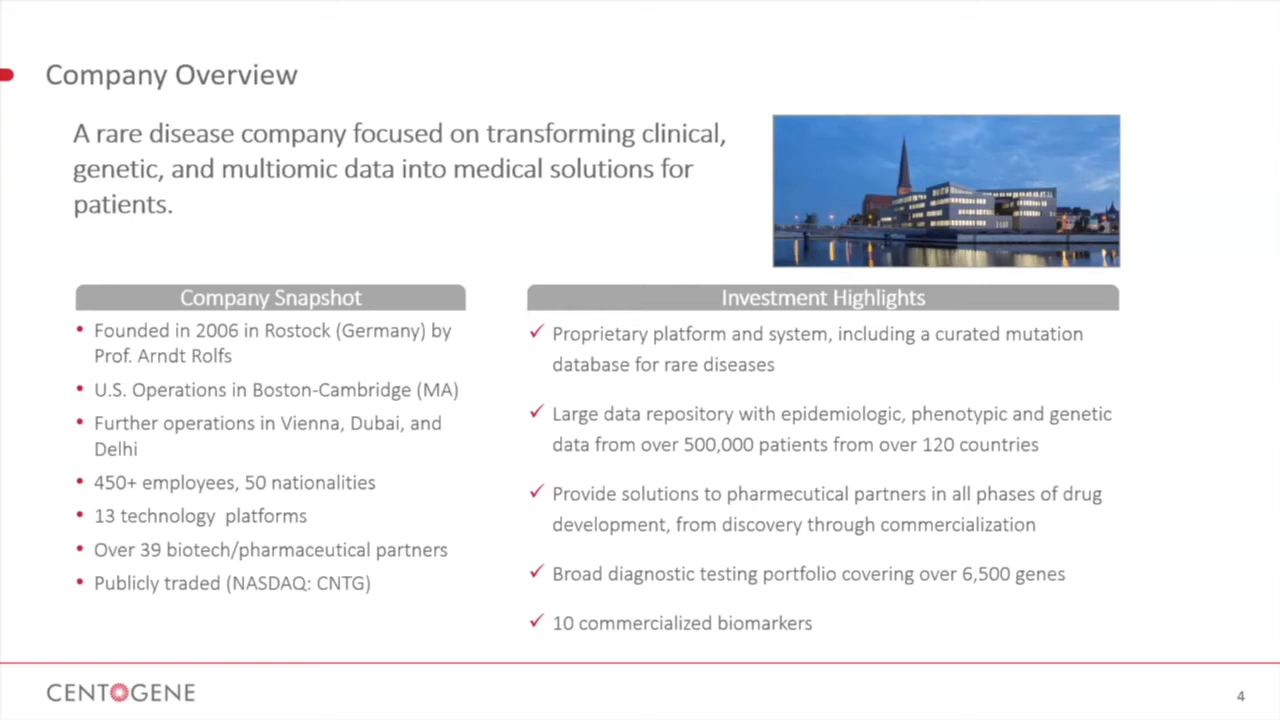 Company Overview
A rare disease company focused on transforming clinical,
genetic, and multiomic data into medical solutions for
patients.
Company Snapshot
• Founded in 2006 in Rostock (Germany) by
Prof. Arndt Rolfs
• U.S. Operations in Boston-Cambridge (MA)
• Further operations in Vienna, Dubai, and
Delhi
• 450+ employees, 50 nationalities
• 13 technology platforms
• Over 39 biotech/pharmaceutical partners
• Publicly traded (NASDAQ: CNTG)
Investment Highlights
✓ Proprietary platform and system, including a curated mutation
database for rare diseases
✓ Large data repository with epidemiologic, phenotypic and genetic
data from over 500,000 patients from over 120 countries
✓ Provide solutions to pharmecutical partners in all phases of drug
development, from discovery through commercialization
✓ Broad diagnostic testing portfolio covering over 6,500 genes
✓ 10 commercialized biomarkers
CENTOGENE
4